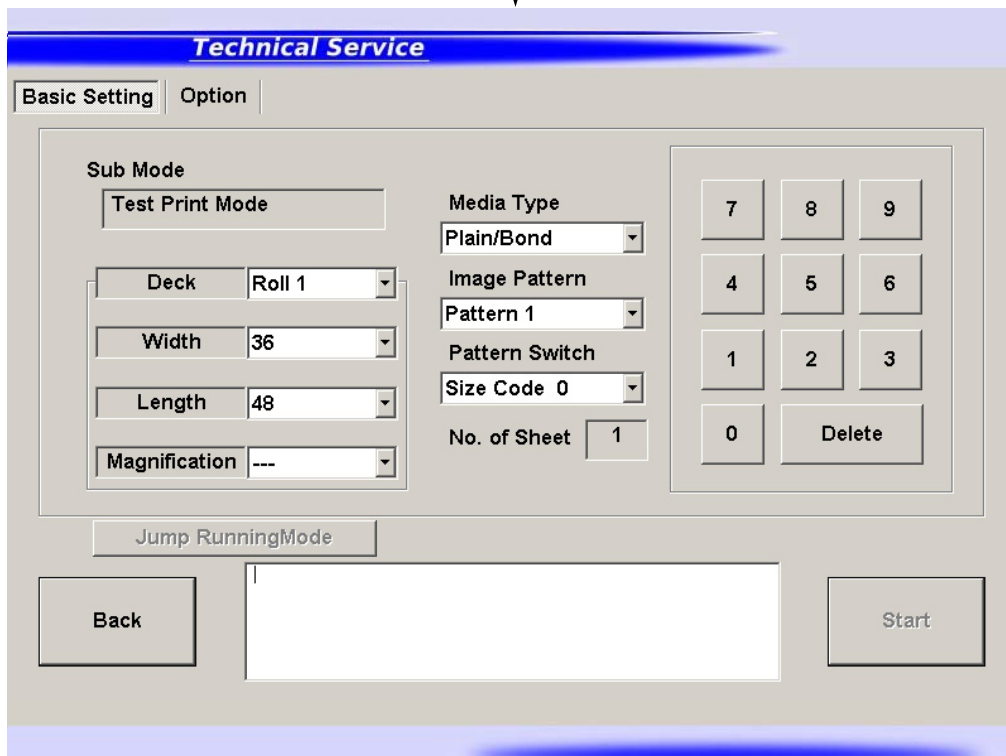 Technical Service
Basic Setting Option
Sub Mode
Test Print Mode
Deck Roll 1
Width 36
Length 48
Magnification ---
Media Type
Plain/Bond
Image Pattern
Pattern 1
Pattern Switch
Size Code 0
No. of Sheet 1
7 8 9
4 5 6
1 2 3
0 Delete
Jump RunningMode
Back
Start